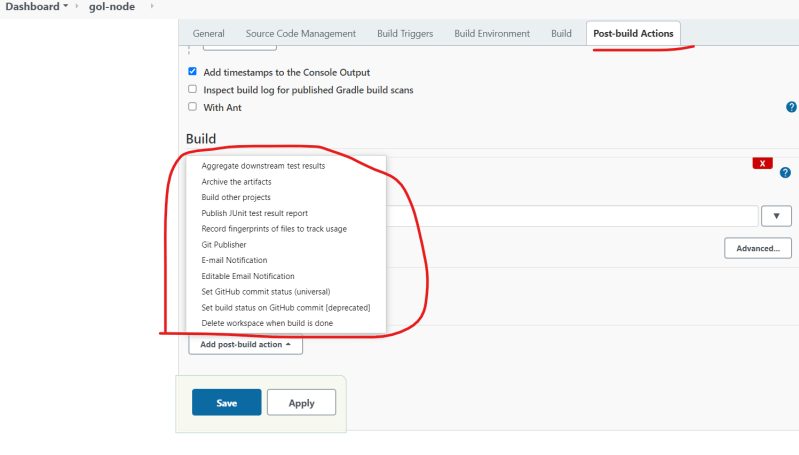 Dashboard gol-node
General Source Code Management Build Triggers Build Environment Build Post-build Actions
Add timestamps to the Console Output
Inspect build log for published Gradle build scans
With Ant
?
Build
X
?
Aggregate downstream test results
Archive the artifacts
Build other projects
Publish JUnit test result report
Record fingerprints of files to track usage
Git Publisher
Advanced...
E-mail Notification
Editable Email Notification
Set GitHub commit status (universal)
Set build status on GitHub commit [deprecated]
Delete workspace when build is done
Add post-build action
Save Apply